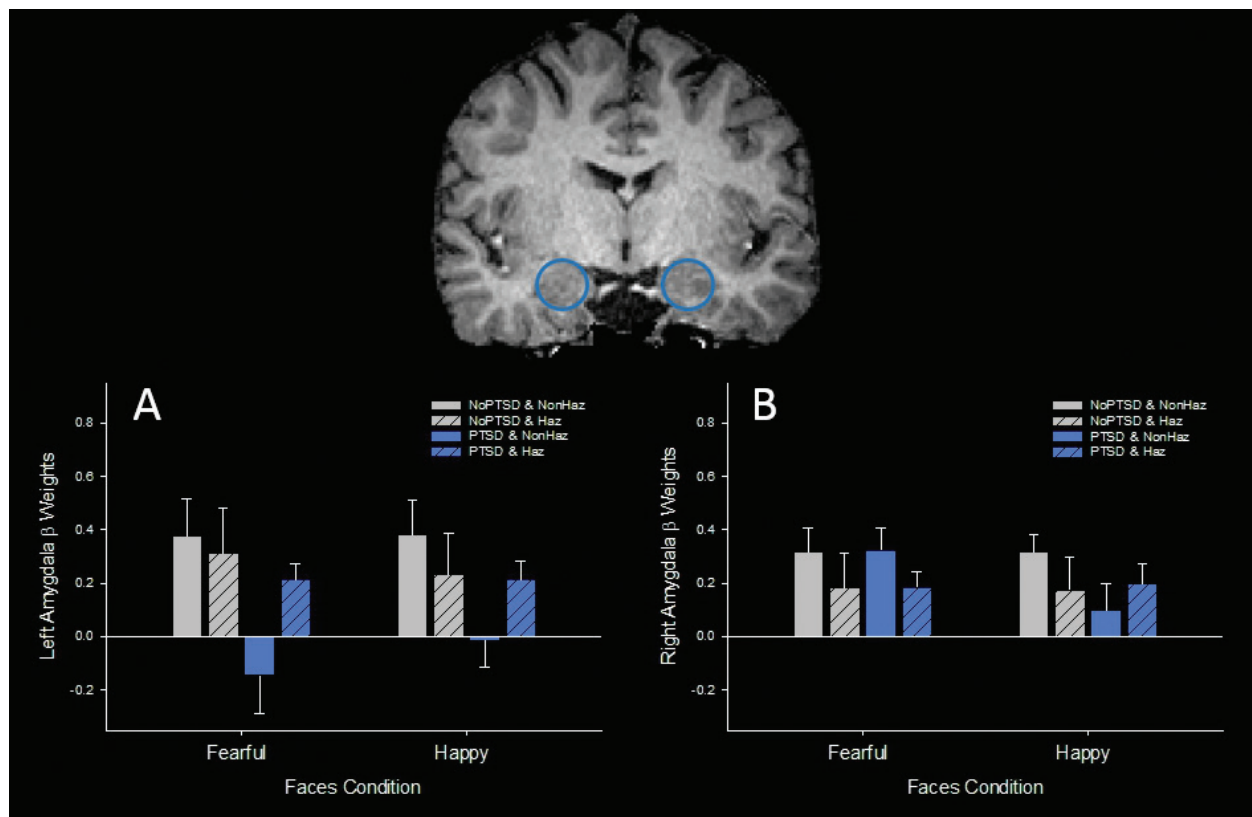 A
NoPTSD & NonHaz
NoPTSD & Haz
PTSD & NonHaz
PTSD & Haz
Left Amygdala β Weights
0.8
0.6
0.4
0.2
0.0
-0.2
Fearful
Happy
Faces Condition
B
NoPTSD & NonHaz
NoPTSD & Haz
PTSD & NonHaz
PTSD & Haz
Right Amygdala β Weights
0.8
0.6
0.4
0.2
0.0
-0.2
Fearful
Happy
Faces Condition